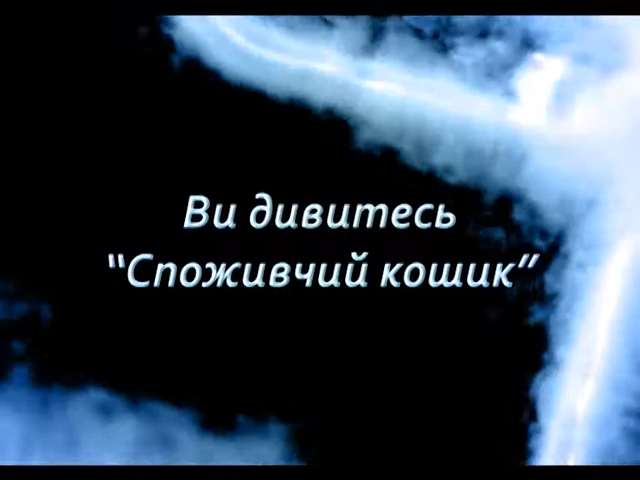 Ви дивитесь
“Споживчий кошик”